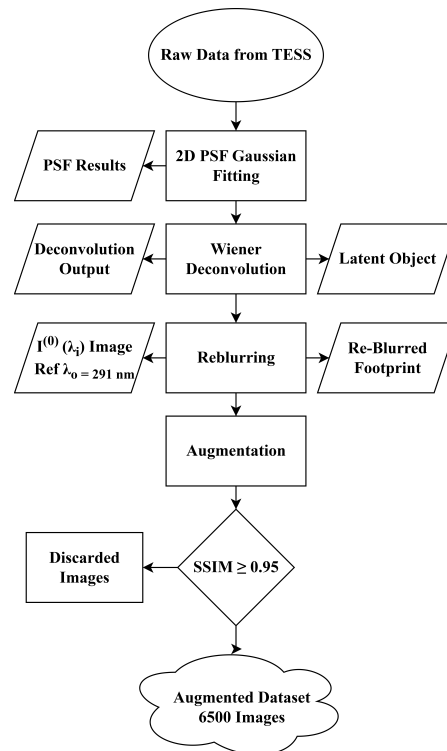 Raw Data from TESS
PSF Results
2D PSF Gaussian
Fitting
Deconvolution
Output
Wiener
Deconvolution
Latent Object
I⁽⁰⁾ (λᵢ) Image
Ref λₒ = 291 nm
Reblurring
Re-Blurred
Footprint
Augmentation
Discarded
Images
SSIM ≥ 0.95
Augmented Dataset
6500 Images